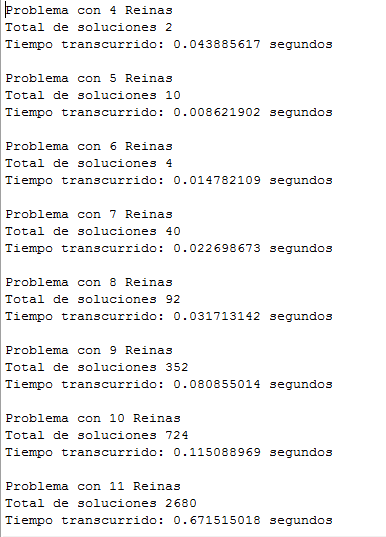 Problema con 4 Reinas
Total de soluciones 2
Tiempo transcurrido: 0.043885617 segundos
Problema con 5 Reinas
Total de soluciones 10
Tiempo transcurrido: 0.008621902 segundos
Problema con 6 Reinas
Total de soluciones 4
Tiempo transcurrido: 0.014782109 segundos
Problema con 7 Reinas
Total de soluciones 40
Tiempo transcurrido: 0.022698673 segundos
Problema con 8 Reinas
Total de soluciones 92
Tiempo transcurrido: 0.031713142 segundos
Problema con 9 Reinas
Total de soluciones 352
Tiempo transcurrido: 0.080855014 segundos
Problema con 10 Reinas
Total de soluciones 724
Tiempo transcurrido: 0.115088969 segundos
Problema con 11 Reinas
Total de soluciones 2680
Tiempo transcurrido: 0.671515018 segundos